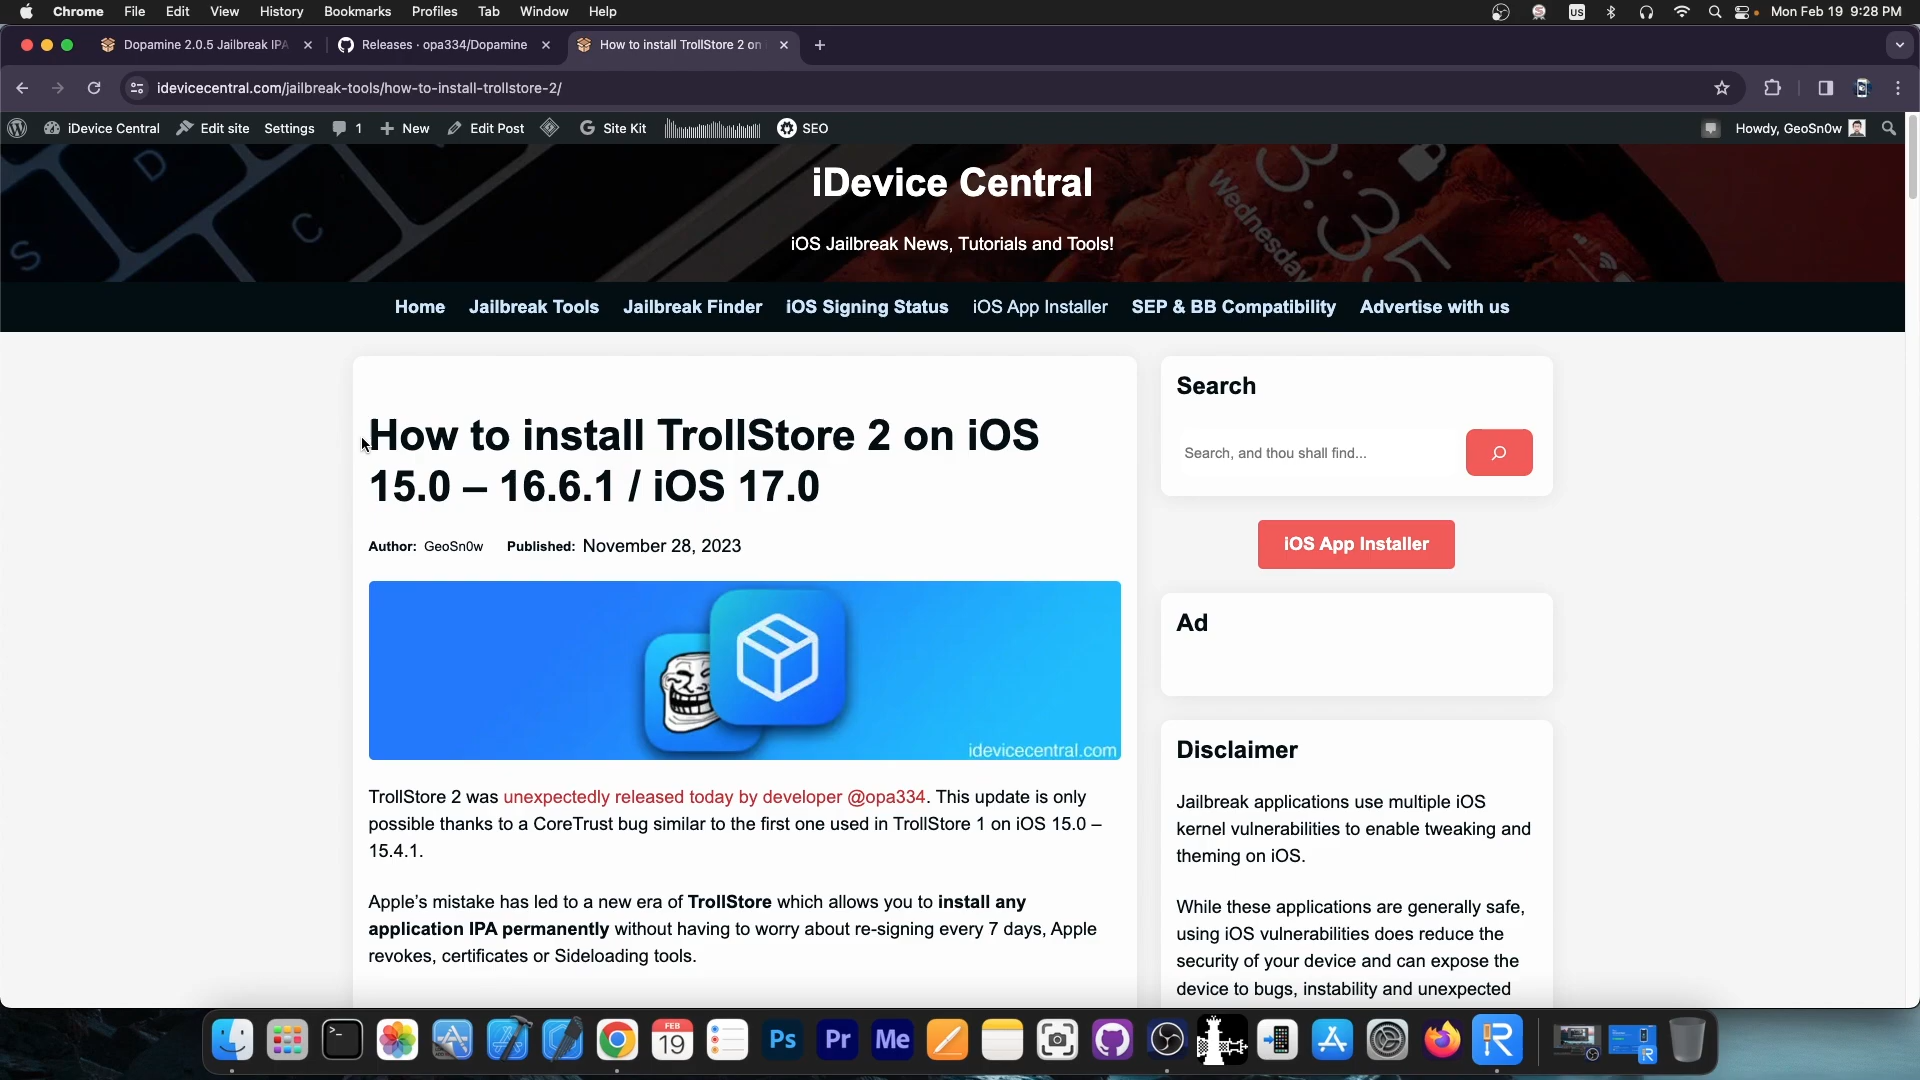 Chrome File Edit View History Bookmarks Profiles Tab Window Help US Mon Feb 19 9:28 PM
Dopamine 2.0.5 Jailbreak IPA Releases · opa334/Dopamine How to install TrollStore 2 on
idevicecentral.com/jailbreak-tools/how-to-install-trollstore-2/
iDevice Central Edit site Settings 1 New Edit Post Site Kit SEO Howdy, GeoSn0w
iDevice Central
iOS Jailbreak News, Tutorials and Tools!
Home Jailbreak Tools Jailbreak Finder iOS Signing Status iOS App Installer SEP & BB Compatibility Advertise with us
How to install TrollStore 2 on iOS
15.0 – 16.6.1 / iOS 17.0
Author: GeoSn0w Published: November 28, 2023
idevicecentral.com
TrollStore 2 was unexpectedly released today by developer @opa334. This update is only
possible thanks to a CoreTrust bug similar to the first one used in TrollStore 1 on iOS 15.0 –
15.4.1.
Apple's mistake has led to a new era of TrollStore which allows you to install any
application IPA permanently without having to worry about re-signing every 7 days, Apple
revokes, certificates or Sideloading tools.
Search
Search, and thou shall find...
iOS App Installer
Ad
Disclaimer
Jailbreak applications use multiple iOS
kernel vulnerabilities to enable tweaking and
theming on iOS.
While these applications are generally safe,
using iOS vulnerabilities does reduce the
security of your device and can expose the
device to bugs, instability and unexpected
D
S
C
Wednesday
3:35
FEB
19
Ps Pr Me